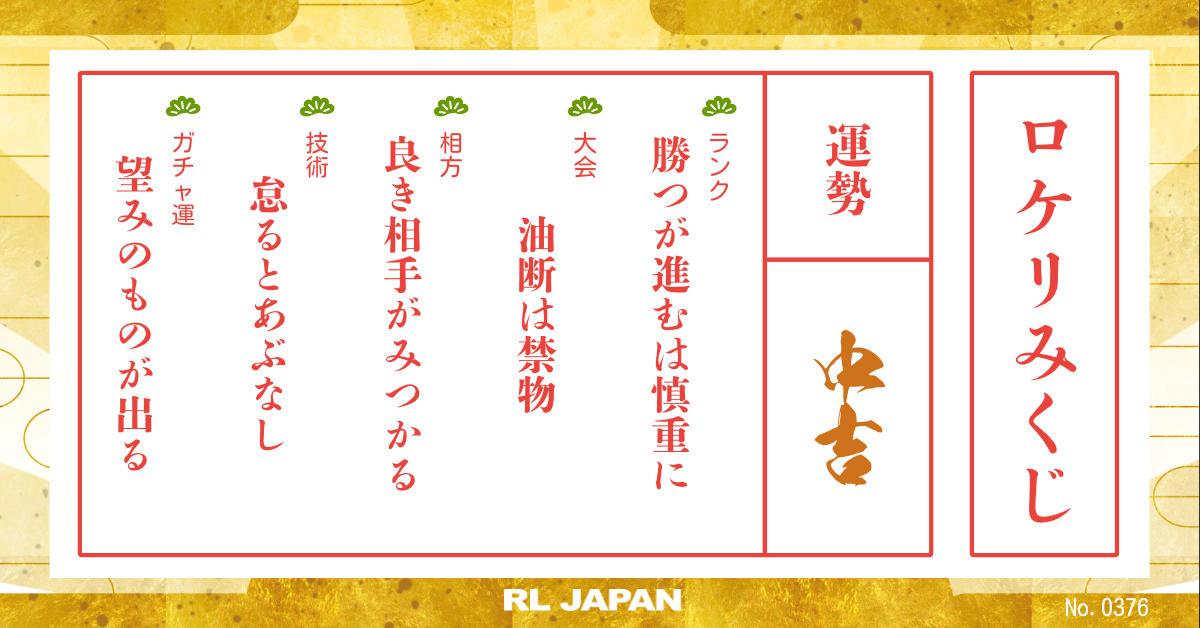 ロケリみくじ
運勢
中吉
ランク
勝つが進むは慎重に
大会
油断は禁物
相方
良き相手がみつかる
技術
怠るとあぶなし
ガチャ運
望みのものが出る
RL JAPAN
No. 0376